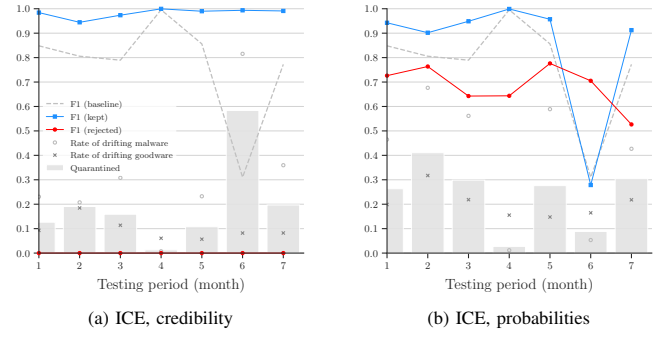 1.0
0.9
0.8
0.7
0.6
0.5
0.4
0.3
0.2
0.1
0.0
F1 (baseline)
F1 (kept)
F1 (rejected)
Rate of drifting malware
Rate of drifting goodware
Quarantined
1 2 3 4 5 6 7
Testing period (month)
(a) ICE, credibility
1.0
0.9
0.8
0.7
0.6
0.5
0.4
0.3
0.2
0.1
0.0
1 2 3 4 5 6 7
Testing period (month)
(b) ICE, probabilities